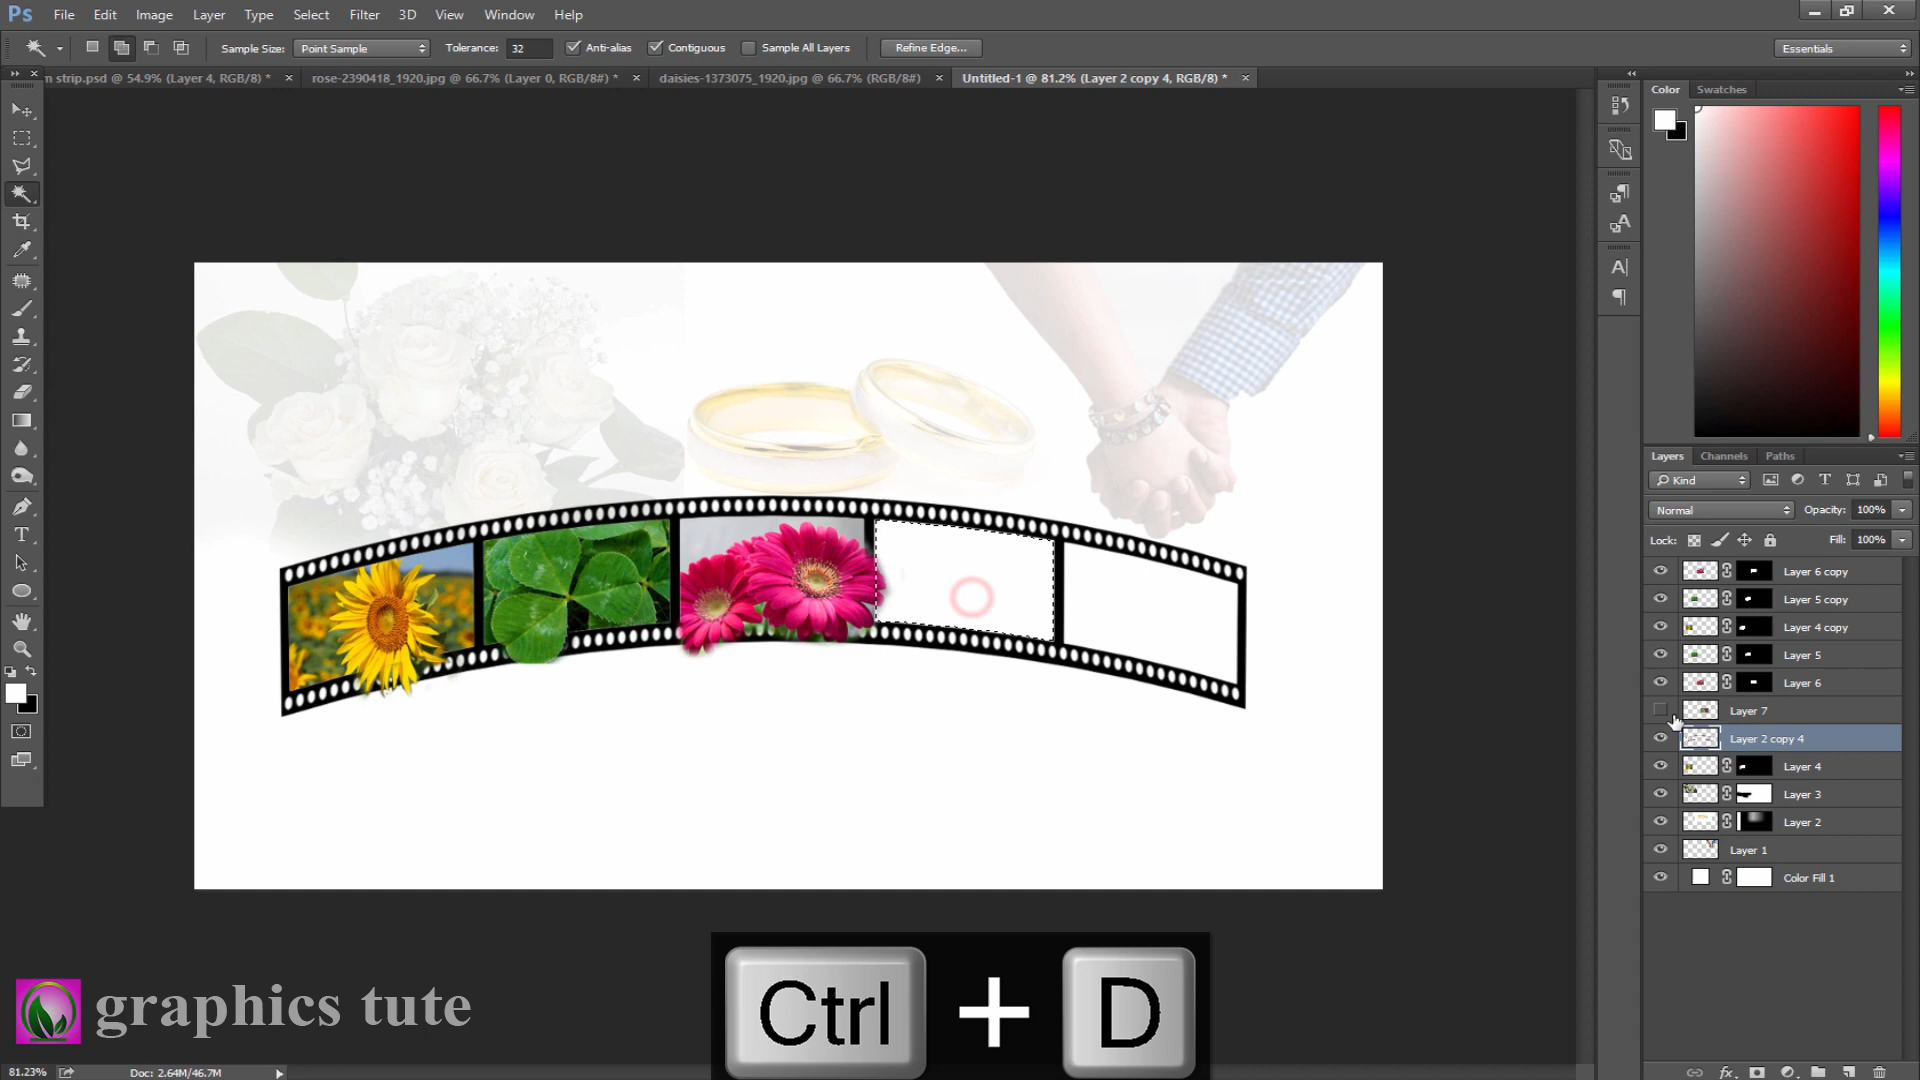 Ps File Edit Image Layer Type Select Filter 3D View Window Help
Sample Size: Point Sample Tolerance: 32 Anti-alias Contiguous Sample All Layers Refine Edge... Essentials
m strip.psd @ 54.9% (Layer 4, RGB/8) * × rose-2390418_1920.jpg @ 66.7% (Layer 0, RGB/8#) * × daisies-1373075_1920.jpg @ 66.7% (RGB/8#) × Untitled-1 @ 81.2% (Layer 2 copy 4, RGB/8) * ×
Color Swatches
Layers Channels Paths
Kind
Normal Opacity: 100%
Lock: Fill: 100%
Layer 6 copy
Layer 5 copy
Layer 4 copy
Layer 5
Layer 6
Layer 7
Layer 2 copy 4
Layer 4
Layer 3
Layer 2
Layer 1
Color Fill 1
Ctrl + D
graphics tute
81.23% Doc: 2.64M/46.7M